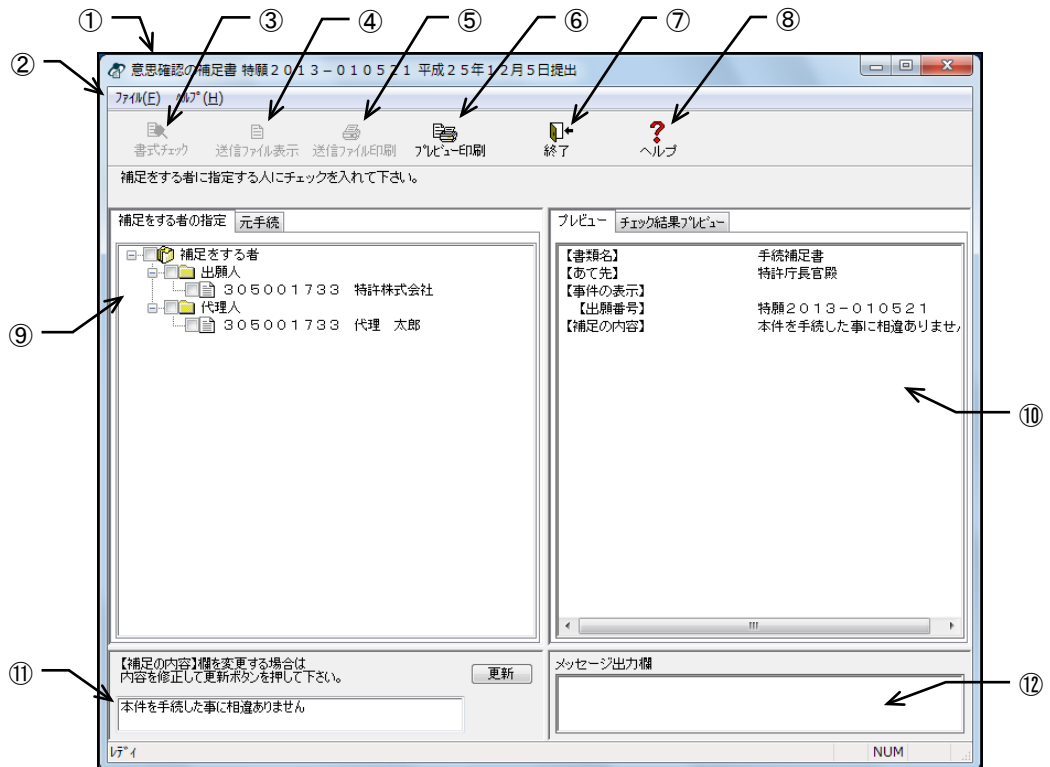 ① ③ ④ ⑤ ⑥ ⑦ ⑧
②
意思確認の補足書 特願２０１３－０１０５２１ 平成２５年１２月５日提出
ﾌｧｲﾙ(F) ﾍﾙﾌﾟ(H)
書式ﾁｪｯｸ 送信ﾌｧｲﾙ表示 送信ﾌｧｲﾙ印刷 ﾌﾟﾚﾋﾞｭｰ印刷 終了 ヘルプ
補足をする者に指定する人にチェックを入れて下さい。
補足をする者の指定 元手続
補足をする者
出願人
３０５００１７３３ 特許株式会社
代理人
３０５００１７３３ 代理 太郎
⑨
プレビュー ﾁｪｯｸ結果ﾌﾟﾚﾋﾞｭｰ
【書類名】 手続補足書
【あて先】 特許庁長官殿
【事件の表示】
【出願番号】 特願２０１３－０１０５２１
【補足の内容】 本件を手続した事に相違ありませ
⑩
⑪
【補足の内容】欄を変更する場合は
内容を修正して更新ボタンを押して下さい。
更新
本件を手続した事に相違ありません
メッセージ出力欄
⑫
ﾚﾃﾞｨ NUM